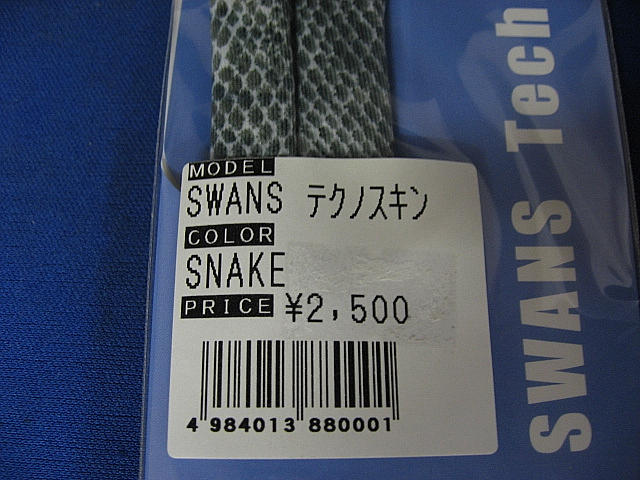 MODEL
SWANS テクノスキン
COLOR
SNAKE
PRICE ¥2,500
4 984013 880001
SWANS Tech